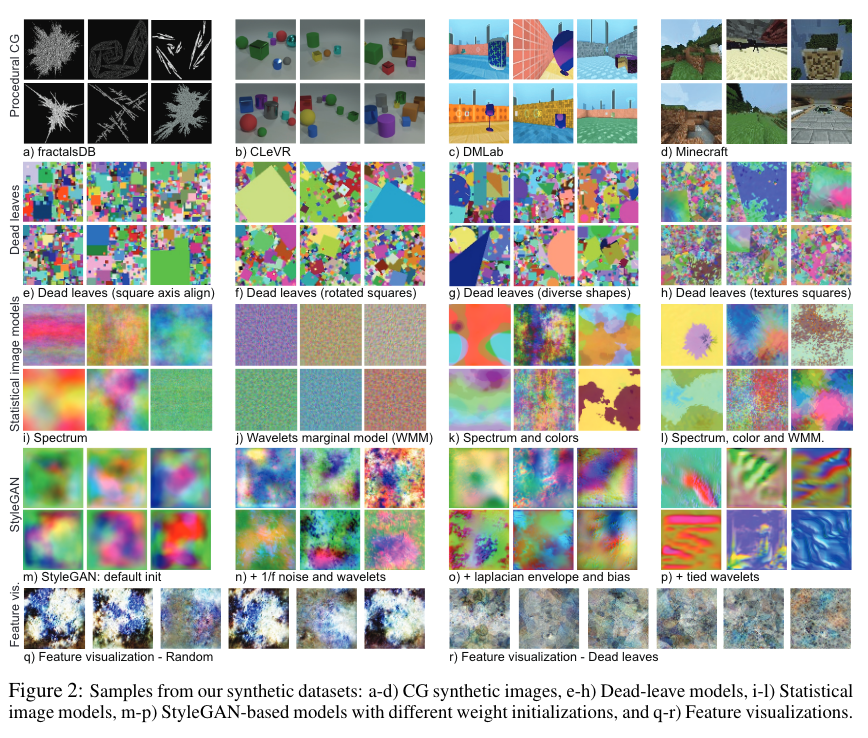 Procedural CG
a) fractalsDB
b) CLeVR
c) DMLab
d) Minecraft
Dead leaves
e) Dead leaves (square axis align)
f) Dead leaves (rotated squares)
g) Dead leaves (diverse shapes)
h) Dead leaves (textures squares)
Statistical image models
i) Spectrum
j) Wavelets marginal model (WMM)
k) Spectrum and colors
l) Spectrum, color and WMM.
StyleGAN
m) StyleGAN: default init
n) + 1/f noise and wavelets
o) + laplacian envelope and bias
p) + tied wavelets
Feature vis.
q) Feature visualization - Random
r) Feature visualization - Dead leaves
Figure 2: Samples from our synthetic datasets: a-d) CG synthetic images, e-h) Dead-leave models, i-l) Statistical
image models, m-p) StyleGAN-based models with different weight initializations, and q-r) Feature visualizations.